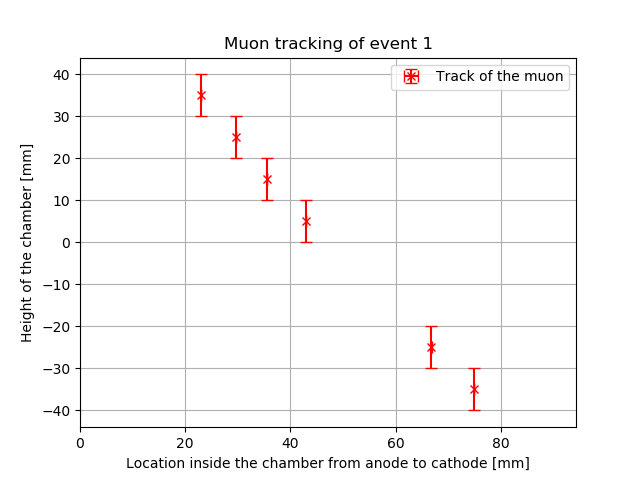 Muon tracking of event 1
Track of the muon
Height of the chamber [mm]
40
30
20
10
0
−10
−20
−30
−40
0 20 40 60 80
Location inside the chamber from anode to cathode [mm]